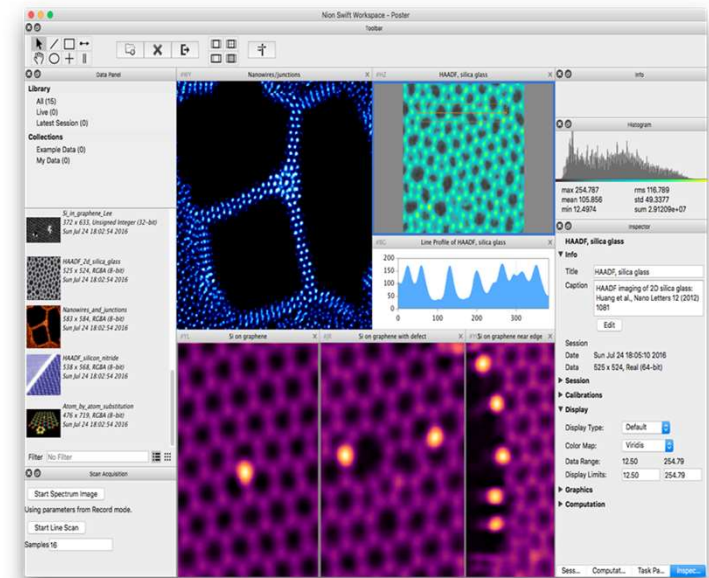 Nion Swift Workspace - Poster
Toolbar
Data Panel
Library
All (15)
Live (0)
Latest Session (0)
Collections
Example Data (0)
My Data (0)
Si_in_graphene_Lee
372 x 633, Unsigned Integer (32-bit)
Sun Jul 24 18:02:54 2016
HAADF_2d_silica_glass
525 x 524, RGBA (8-bit)
Sun Jul 24 18:02:54 2016
Nanowires_and_junctions
583 x 584, RGBA (8-bit)
Sun Jul 24 18:02:54 2016
HAADF_silicon_nitride
538 x 568, RGBA (8-bit)
Sun Jul 24 18:02:54 2016
Atom_by_atom_substitution
476 x 719, RGBA (8-bit)
Sun Jul 24 18:02:54 2016
Filter No Filter
Scan Acquisition
Start Spectrum Image
Using parameters from Record mode.
Start Line Scan
Samples 16
Nanowires/junctions X
HAADF, silica glass X
Line Profile of HAADF, silica glass X
200
150
100
50
0
0 100 200 300
Si on graphene X
Si on graphene with defect X
Si on graphene near edge X
Info
Histogram
max 254.787 rms 116.789
mean 105.856 std 49.3377
min 12.4974 sum 2.91209e+07
Inspector
HAADF, silica glass
Info
Title HAADF, silica glass
Caption HAADF imaging of 2D silica glass:
Huang et al., Nano Letters 12 (2012)
1081
Edit
Session
Date Sun Jul 24 18:05:10 2016
Data 525 x 524, Real (64-bit)
Session
Calibrations
Display
Display Type: Default
Color Map: Viridis
Data Range: 12.50 254.79
Display Limits: 12.50 254.79
Graphics
Computation
Sess... Computat... Task Pa... Inspec...